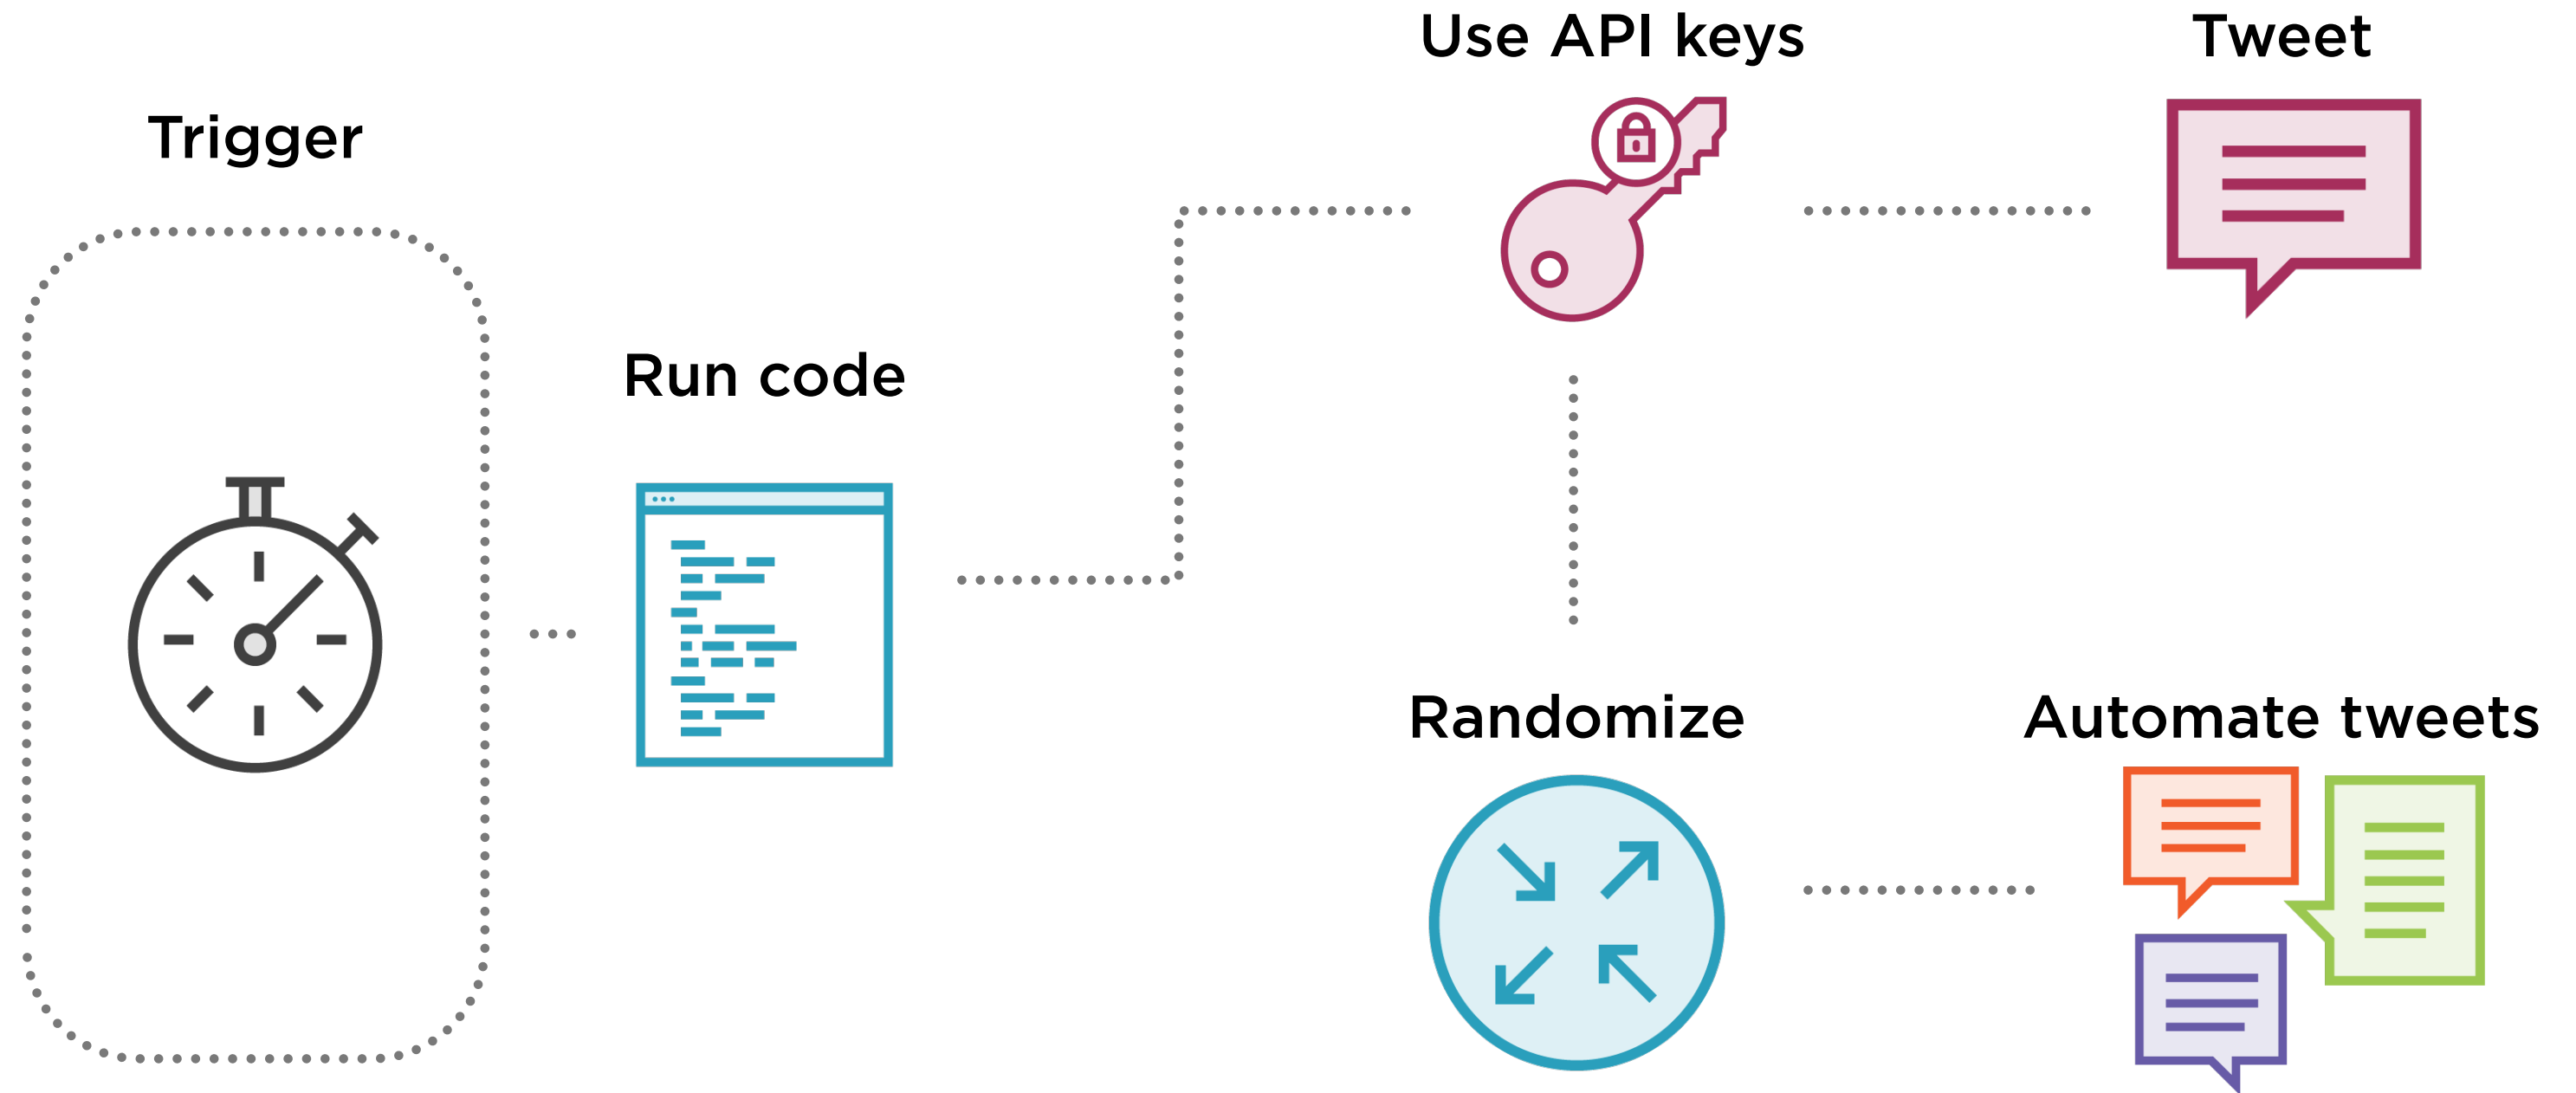 Trigger
Run code
Use API keys
Tweet
Randomize
Automate tweets